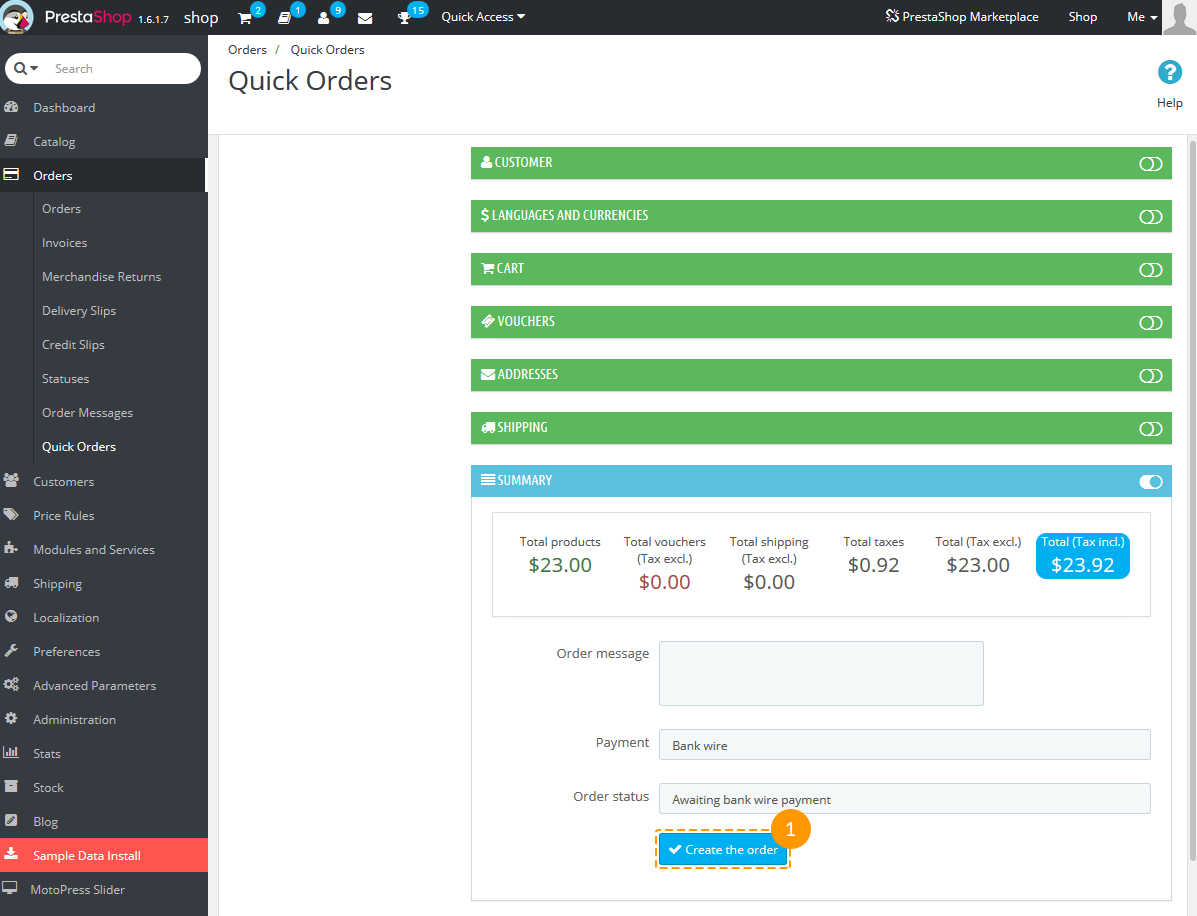 PrestaShop 1.6.1.7 shop 2 1 9 15 Quick Access PrestaShop Marketplace Shop Me
Search
Dashboard
Catalog
Orders
Orders
Invoices
Merchandise Returns
Delivery Slips
Credit Slips
Statuses
Order Messages
Quick Orders
Customers
Price Rules
Modules and Services
Shipping
Localization
Preferences
Advanced Parameters
Administration
Stats
Stock
Blog
Sample Data Install
MotoPress Slider
Orders / Quick Orders
Quick Orders
? Help
CUSTOMER
$ LANGUAGES AND CURRENCIES
CART
VOUCHERS
ADDRESSES
SHIPPING
SUMMARY
Total products
$23.00
Total vouchers
(Tax excl.)
$0.00
Total shipping
(Tax excl.)
$0.00
Total taxes
$0.92
Total (Tax excl.)
$23.00
Total (Tax incl.)
$23.92
Order message
Payment Bank wire
Order status Awaiting bank wire payment
1
Create the order